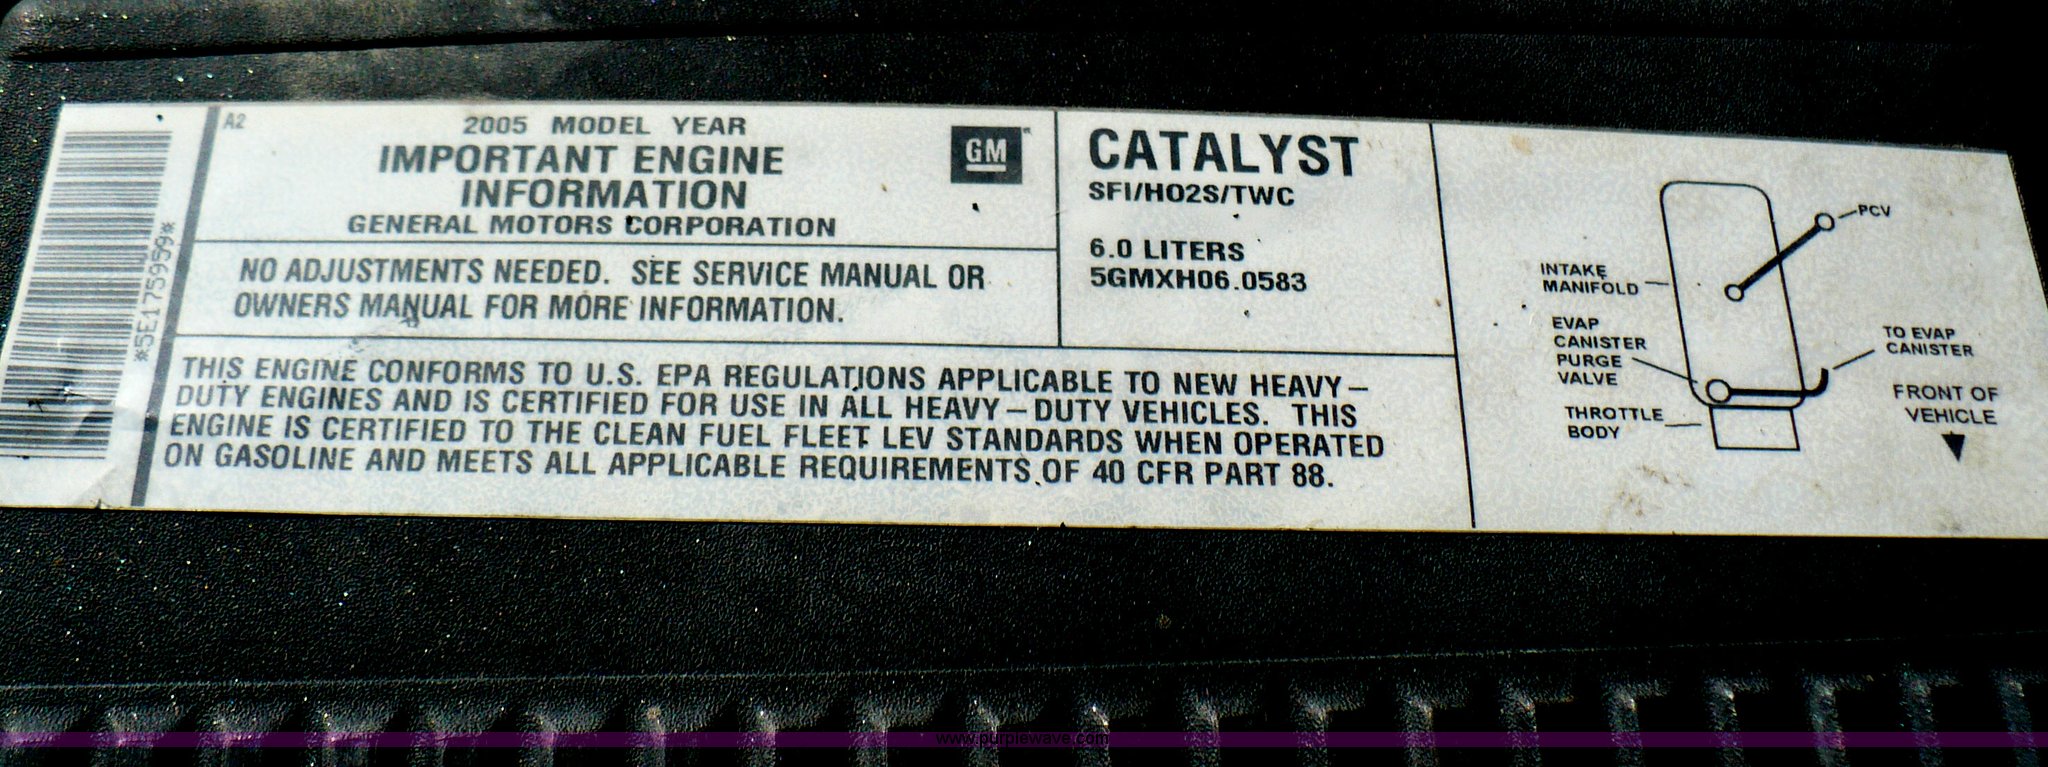 A2
2005 MODEL YEAR
IMPORTANT ENGINE
INFORMATION
GENERAL MOTORS CORPORATION
GM
NO ADJUSTMENTS NEEDED. SEE SERVICE MANUAL OR
OWNERS MANUAL FOR MORE INFORMATION.
THIS ENGINE CONFORMS TO U.S. EPA REGULATIONS APPLICABLE TO NEW HEAVY–
DUTY ENGINES AND IS CERTIFIED FOR USE IN ALL HEAVY–DUTY VEHICLES. THIS
ENGINE IS CERTIFIED TO THE CLEAN FUEL FLEET LEV STANDARDS WHEN OPERATED
ON GASOLINE AND MEETS ALL APPLICABLE REQUIREMENTS OF 40 CFR PART 88.
*5E1175959*
CATALYST
SFI/HO2S/TWC
6.0 LITERS
5GMXH06.0583
PCV
INTAKE
MANIFOLD
EVAP
CANISTER
PURGE
VALVE
THROTTLE
BODY
TO EVAP
CANISTER
FRONT OF
VEHICLE
www.purplewave.com